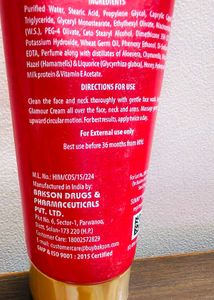 INGREDIENTS
Purified Water, Stearic Acid, Propylene Glycol, Caprylic
Triglyceride, Glyceryl Monostearate, Ethylhexyl
(W.S.), PEG-4 Olivate, Ceto Stearyl Alcohol, Dimethicone
Potassium Hydroxide, Wheat Germ Oil,
EDTA, Perfume along with distillates of
Hazel (Hamamelis) & Liquorice (Glycyrrhiza glabra), Honey,
Milk protein & Vitamin E Acetate.
DIRECTIONS FOR USE
Clean the face and neck thoroughly with gentle face wash.
Glamour Cream all over the face, neck and arms. Massage
upward circular motion. For best results, apply twice a day.
For External use only
Best use before 36 months from
M.L. No.: HIM/COS/15/224
Manufactured in India by:
BAKSON DRUGS &
PHARMACEUTICALS
PVT. LTD.
Plot No. 6, Sector-1, Parwanoo,
Distt. Solan-173 220 (H.P.)
Customer Care: 18002572829
E-mail: customercare@buybakson.com
GMP & ISO 9001 : 2015 Certified